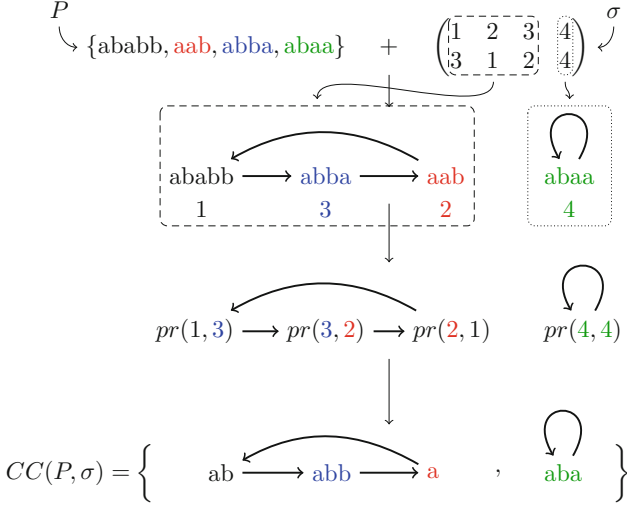 P σ
{ababb, aab, abba, abaa} + ( 1 2 3 4
3 1 2 4 )
ababb abba aab abaa
1 3 2 4
pr(1, 3) pr(3, 2) pr(2, 1) pr(4, 4)
CC(P, σ) = { ab abb a , aba }